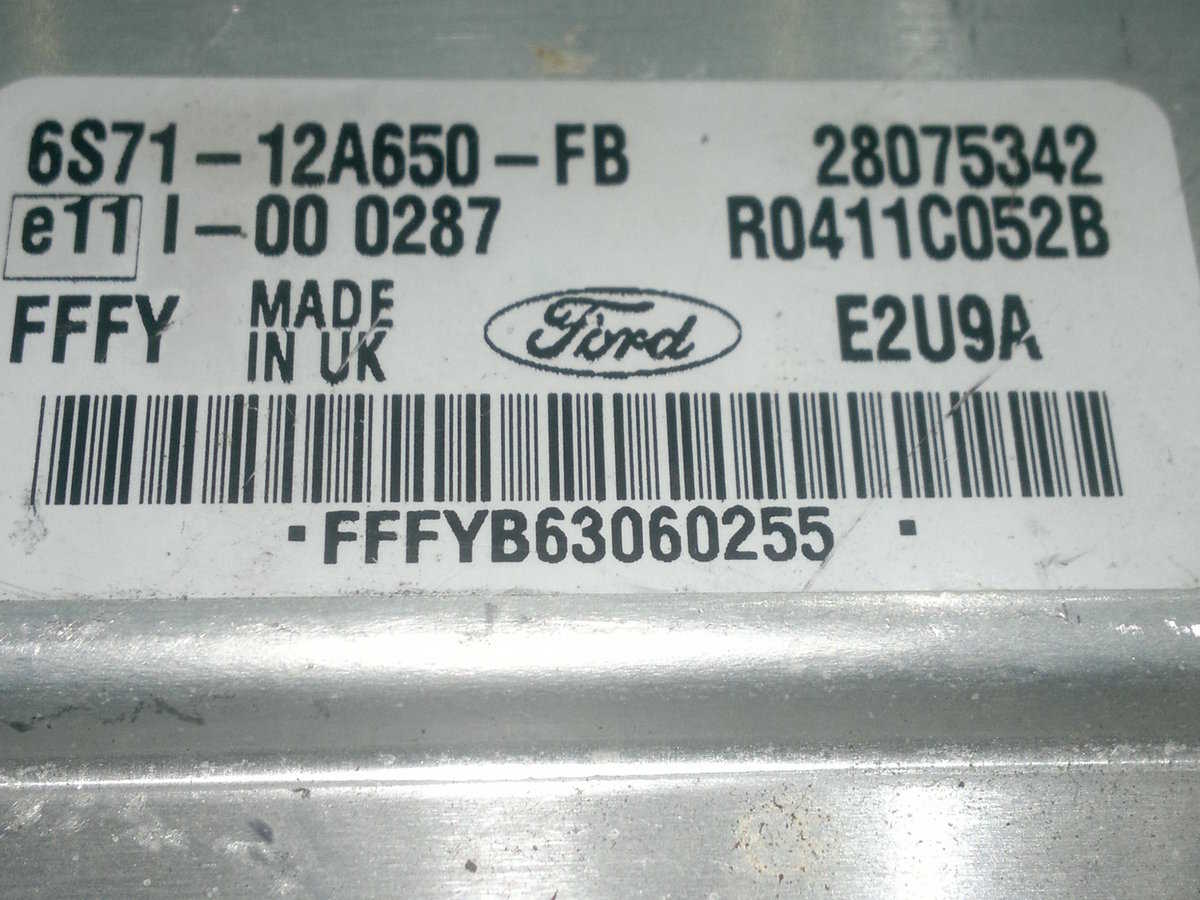 6S71-12A650-FB 28075342
e11 I-00 0287 R0411C052B
FFFY MADE IN UK Ford E2U9A
FFFYB63060255